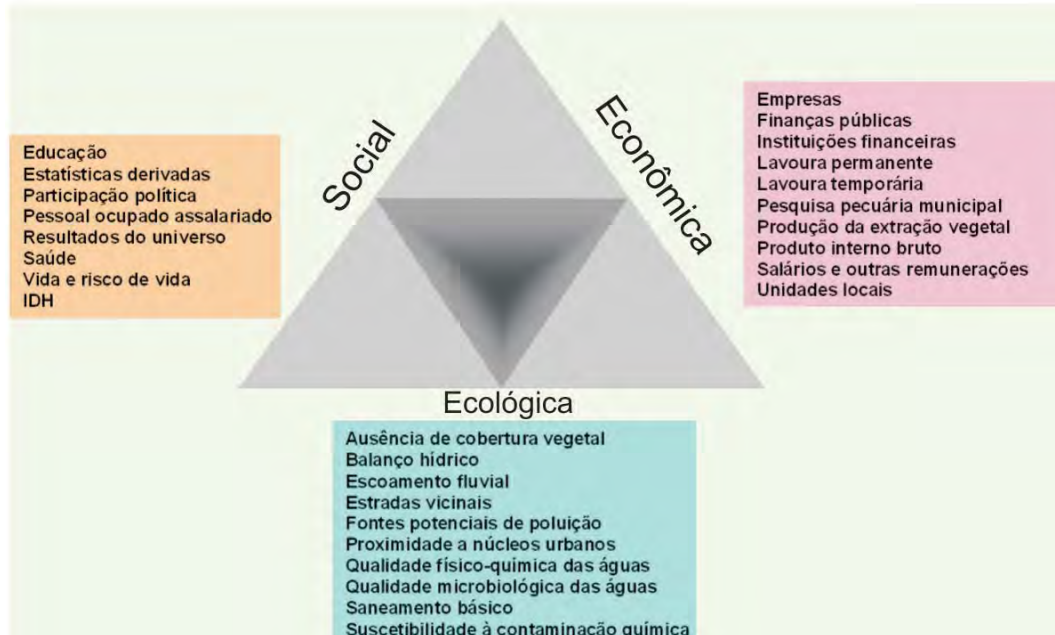 Social
Econômica
Educação
Estatísticas derivadas
Participação política
Pessoal ocupado assalariado
Resultados do universo
Saúde
Vida e risco de vida
IDH
Empresas
Finanças públicas
Instituições financeiras
Lavoura permanente
Lavoura temporária
Pesquisa pecuária municipal
Produção da extração vegetal
Produto interno bruto
Salários e outras remunerações
Unidades locais
Ecológica
Ausência de cobertura vegetal
Balanço hídrico
Escoamento fluvial
Estradas vicinais
Fontes potenciais de poluição
Proximidade a núcleos urbanos
Qualidade físico-química das águas
Qualidade microbiológica das águas
Saneamento básico
Suscetibilidade à contaminação química